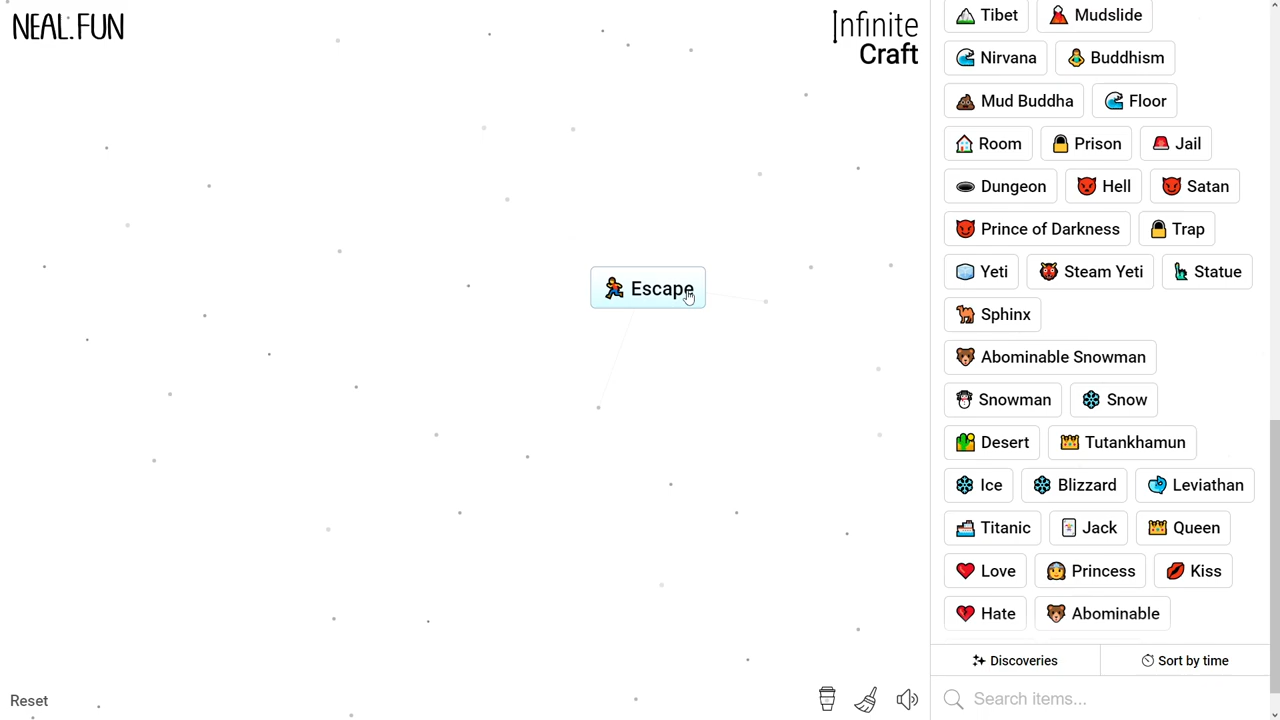 NEAL.FUN
Infinite
Craft
Tibet Mudslide
Nirvana Buddhism
Mud Buddha Floor
Room Prison Jail
Dungeon Hell Satan
Prince of Darkness Trap
Escape
Yeti Steam Yeti Statue
Sphinx
Abominable Snowman
Snowman Snow
Desert Tutankhamun
Ice Blizzard Leviathan
Titanic Jack Queen
Love Princess Kiss
Hate Abominable
Discoveries Sort by time
Reset
Search items...